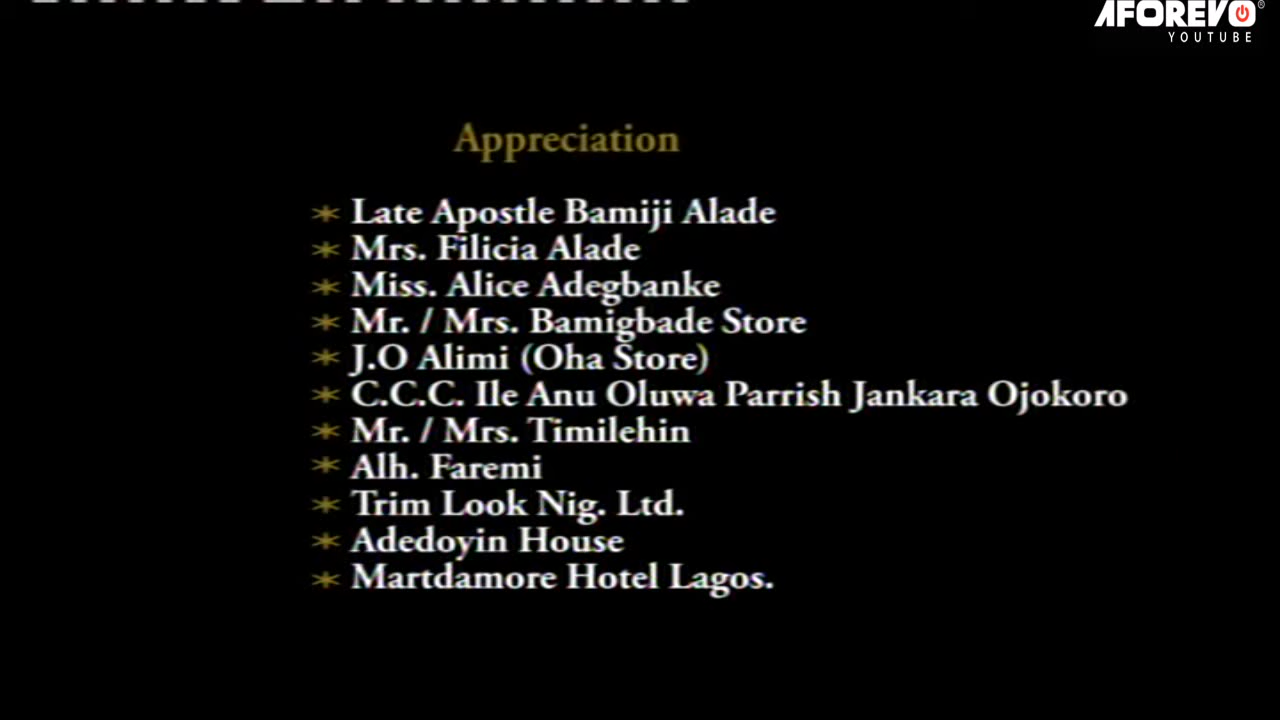 AFOREVO®
YOUTUBE
Appreciation
* Late Apostle Bamiji Alade
* Mrs. Filicia Alade
* Miss. Alice Adegbanke
* Mr. / Mrs. Bamigbade Store
* J.O Alimi (Oha Store)
* C.C.C. Ile Anu Oluwa Parrish Jankara Ojokoro
* Mr. / Mrs. Timilehin
* Alh. Faremi
* Trim Look Nig. Ltd.
* Adedoyin House
* Martdamore Hotel Lagos.